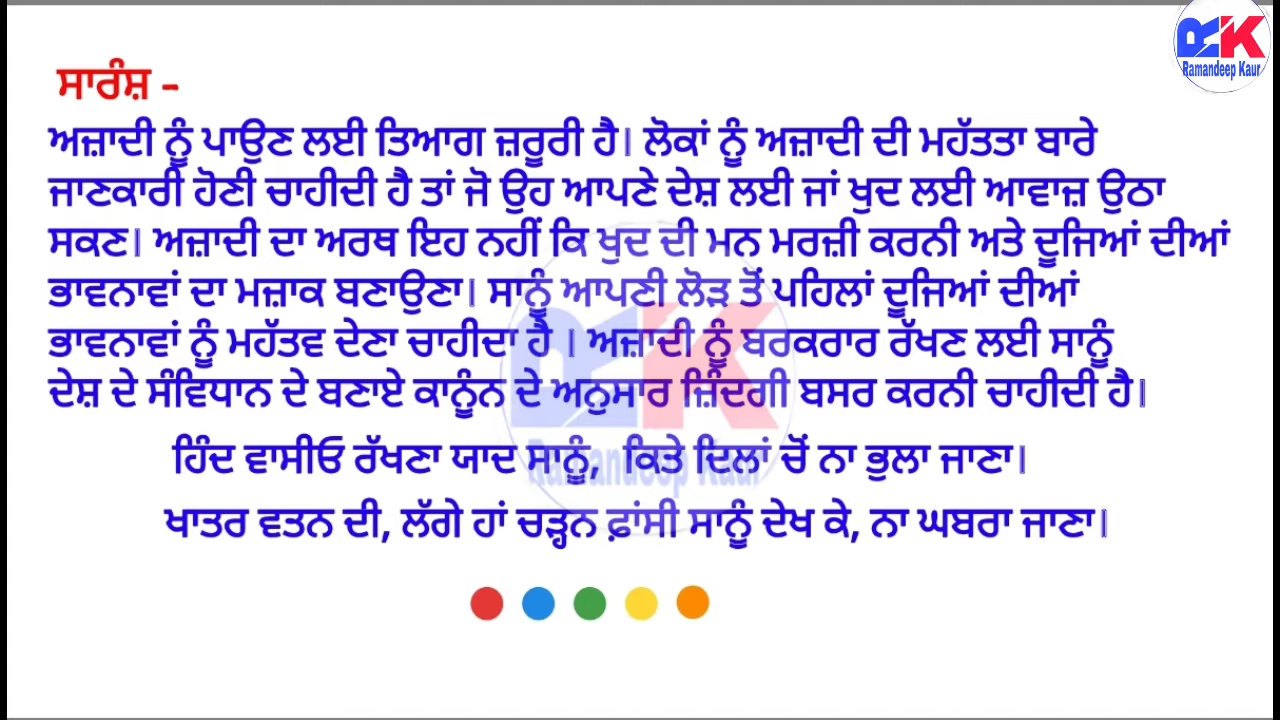 Ramandeep Kaur
ਸਾਰੰਸ਼ -
ਅਜ਼ਾਦੀ ਨੂੰ ਪਾਉਣ ਲਈ ਤਿਆਗ ਜ਼ਰੂਰੀ ਹੈ। ਲੋਕਾਂ ਨੂੰ ਅਜ਼ਾਦੀ ਦੀ ਮਹੱਤਤਾ ਬਾਰੇ
ਜਾਣਕਾਰੀ ਹੋਣੀ ਚਾਹੀਦੀ ਹੈ ਤਾਂ ਜੋ ਉਹ ਆਪਣੇ ਦੇਸ਼ ਲਈ ਜਾਂ ਖੁਦ ਲਈ ਆਵਾਜ਼ ਉਠਾ
ਸਕਣ। ਅਜ਼ਾਦੀ ਦਾ ਅਰਥ ਇਹ ਨਹੀਂ ਕਿ ਖੁਦ ਦੀ ਮਨ ਮਰਜ਼ੀ ਕਰਨੀ ਅਤੇ ਦੂਜਿਆਂ ਦੀਆਂ
ਭਾਵਨਾਵਾਂ ਦਾ ਮਜ਼ਾਕ ਬਣਾਉਣਾ। ਸਾਨੂੰ ਆਪਣੀ ਲੋੜ ਤੋਂ ਪਹਿਲਾਂ ਦੂਜਿਆਂ ਦੀਆਂ
ਭਾਵਨਾਵਾਂ ਨੂੰ ਮਹੱਤਵ ਦੇਣਾ ਚਾਹੀਦਾ ਹੈ । ਅਜ਼ਾਦੀ ਨੂੰ ਬਰਕਰਾਰ ਰੱਖਣ ਲਈ ਸਾਨੂੰ
ਦੇਸ਼ ਦੇ ਸੰਵਿਧਾਨ ਦੇ ਬਣਾਏ ਕਾਨੂੰਨ ਦੇ ਅਨੁਸਾਰ ਜ਼ਿੰਦਗੀ ਬਸਰ ਕਰਨੀ ਚਾਹੀਦੀ ਹੈ।
ਹਿੰਦ ਵਾਸੀਓ ਰੱਖਣਾ ਯਾਦ ਸਾਨੂੰ, ਕਿਤੇ ਦਿਲਾਂ ਚੋਂ ਨਾ ਭੁਲਾ ਜਾਣਾ।
Ramandeep Kaur
ਖਾਤਰ ਵਤਨ ਦੀ, ਲੱਗੇ ਹਾਂ ਚੜ੍ਹਨ ਫ਼ਾਂਸੀ ਸਾਨੂੰ ਦੇਖ ਕੇ, ਨਾ ਘਬਰਾ ਜਾਣਾ।